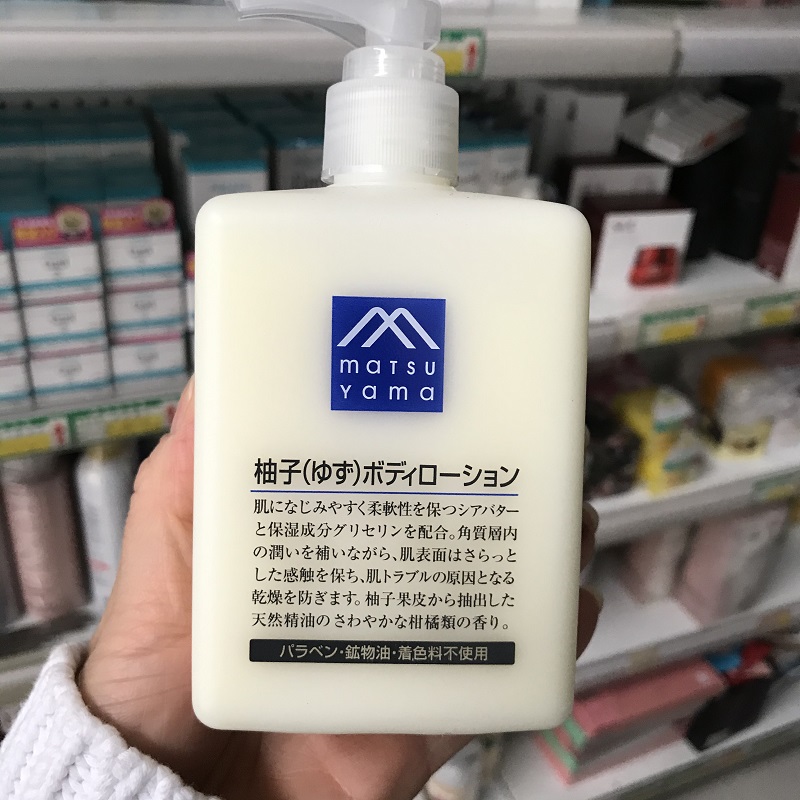 matsu
yama
柚子(ゆず)ボディローション
肌になじみやすく柔軟性を保つシアバター
と保湿成分グリセリンを配合。角質層内
の潤いを補いながら、肌表面はさらっと
した感触を保ち、肌トラブルの原因となる
乾燥を防ぎます。柚子果皮から抽出した
天然精油のさわやかな柑橘類の香り。
パラベン・鉱物油・着色料不使用